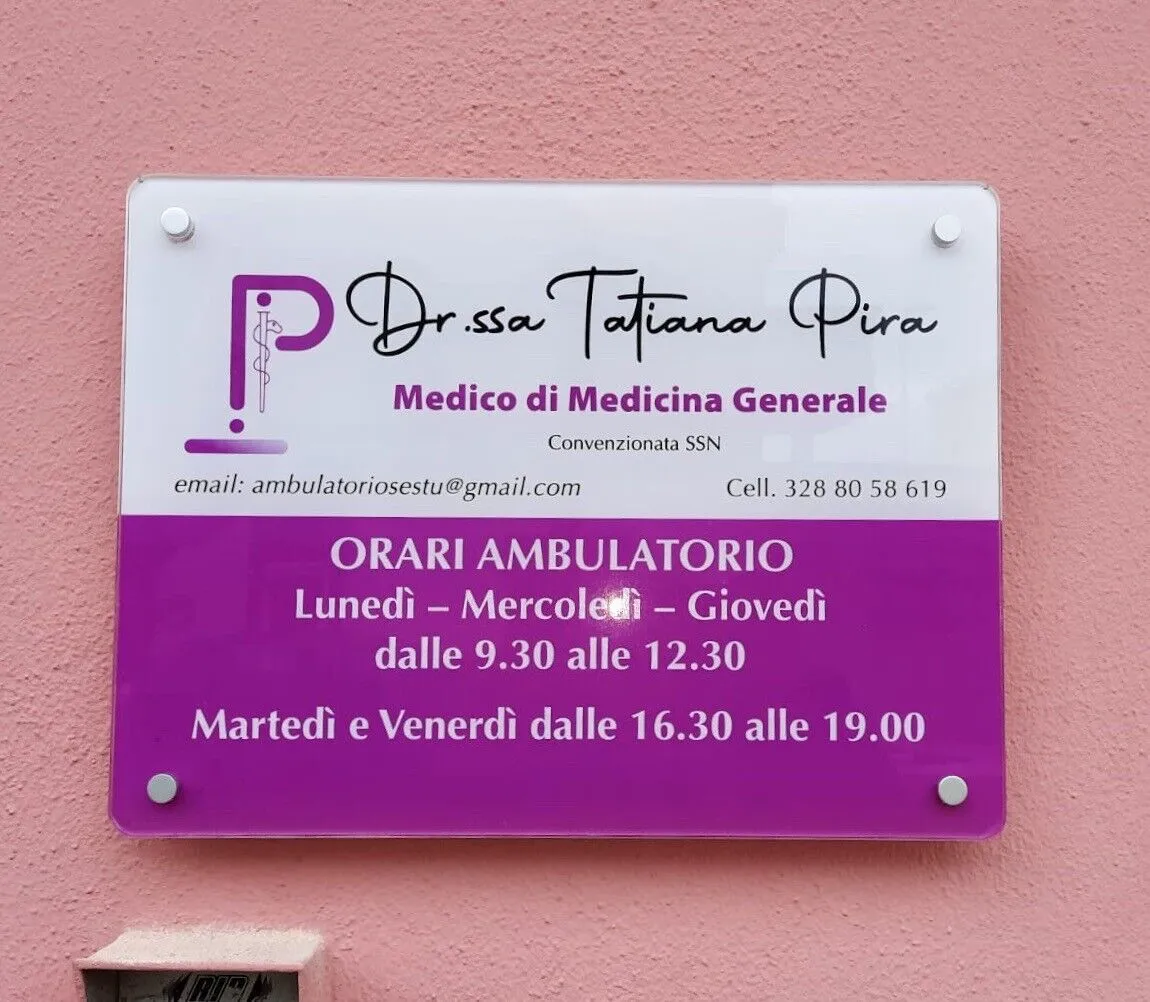 Dr.ssa Tatiana Pira
Medico di Medicina Generale
Convenzionata SSN
email: ambulatoriosestu@gmail.com Cell. 328 80 58 619
ORARI AMBULATORIO
Lunedì – Mercoledì – Giovedì
dalle 9.30 alle 12.30
Martedì e Venerdì dalle 16.30 alle 19.00